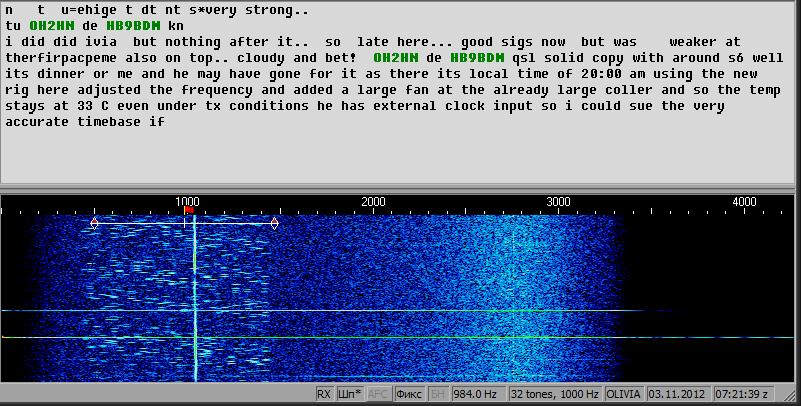 n   t  u=ehige t dt nt s*very strong..
tu OH2HN de HB9BDM kn
i did did ivia  but nothing after it..  so  late here... good sigs now  but was    weaker at
therfirpacpeme also on top.. cloudy and bet!  OH2HN de HB9BDM qsl solid copy with around s6 well
its dinner or me and he may have gone for it as there its local time of 20:00 am using the new
rig here adjusted the frequency and added a large fan at the already large coller and so the temp
stays at 33 C even under tx conditions he has external clock input so i could sue the very
accurate timebase if
1000 2000 3000 4000
RX Шп* AFC Фикс БН 984.0 Hz 32 tones, 1000 Hz OLIVIA 03.11.2012 07:21:39 z